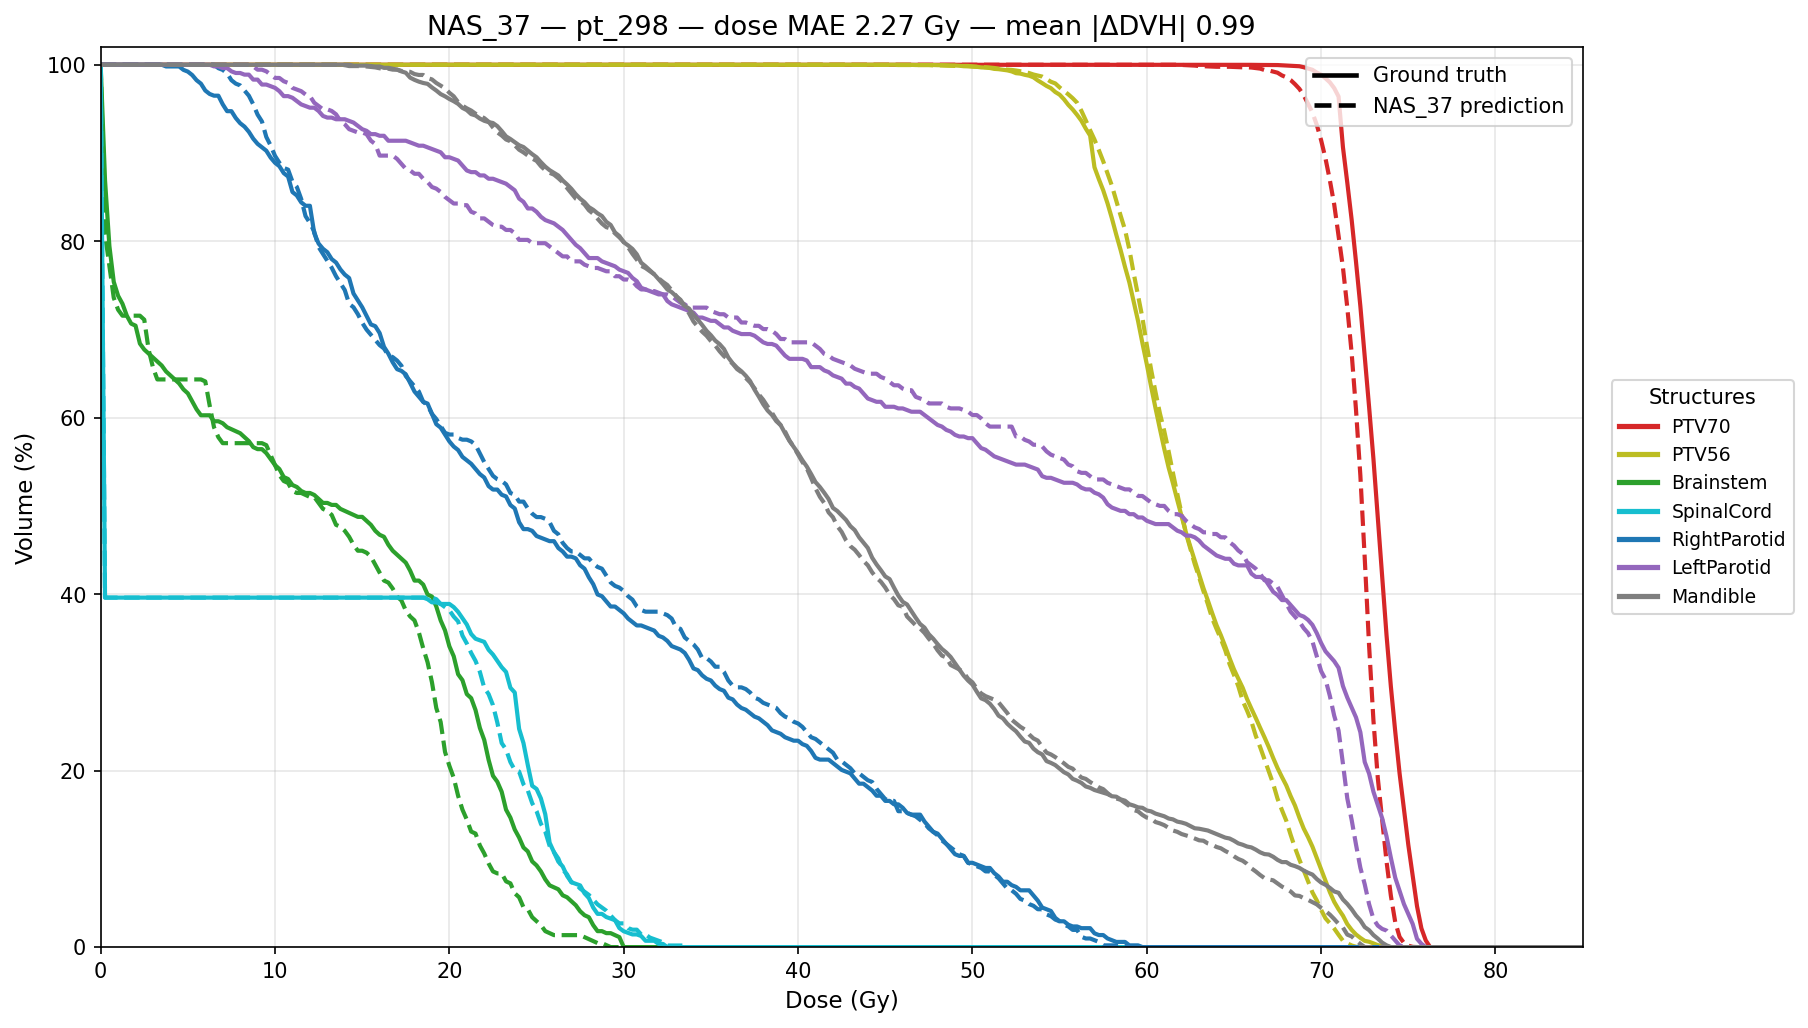 NAS_37 — pt_298 — dose MAE 2.27 Gy — mean |ΔDVH| 0.99
Ground truth
NAS_37 prediction
Volume (%)
100
80
60
40
20
0
0 10 20 30 40 50 60 70 80
Dose (Gy)
Structures
PTV70
PTV56
Brainstem
SpinalCord
RightParotid
LeftParotid
Mandible